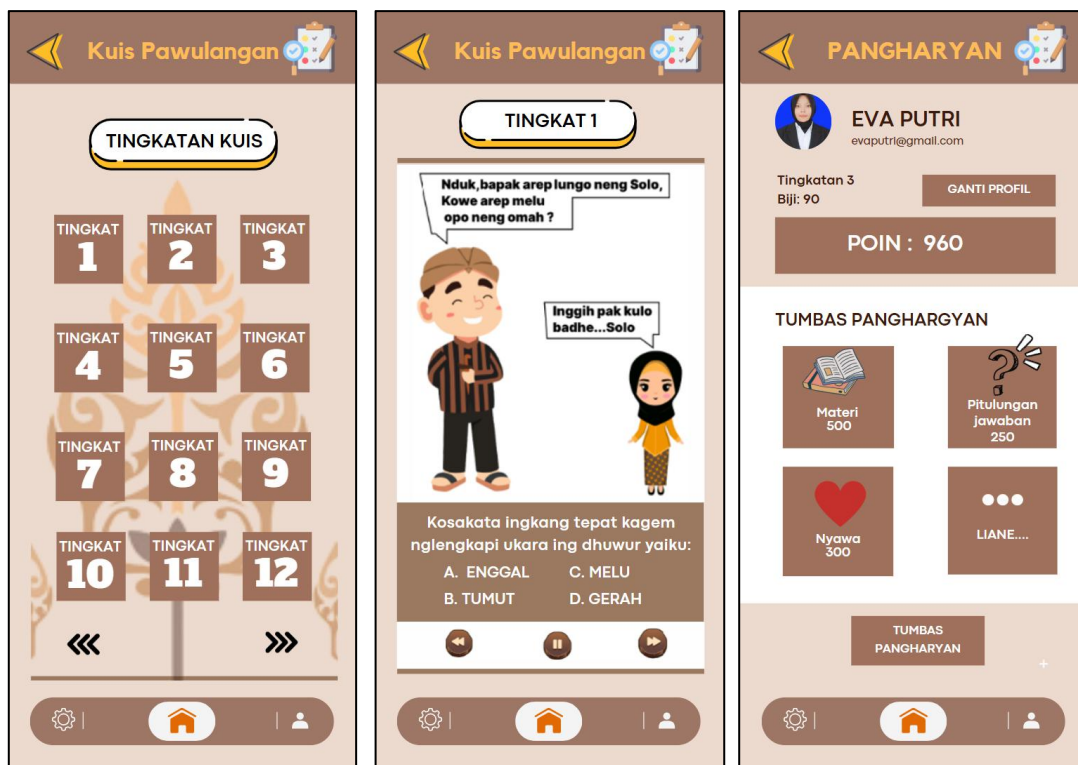 Kuis Pawulangan
TINGKATAN KUIS
TINGKAT
1
TINGKAT
2
TINGKAT
3
TINGKAT
4
TINGKAT
5
TINGKAT
6
TINGKAT
7
TINGKAT
8
TINGKAT
9
TINGKAT
10
TINGKAT
11
TINGKAT
12
Kuis Pawulangan
TINGKAT 1
Nduk,bapak arep lungo neng Solo,
Kowe arep melu
opo neng omah ?
Inggih pak kulo
badhe...Solo
Kosakata ingkang tepat kagem
nglengkapi ukara ing dhuwur yaiku:
A. ENGGAL
C. MELU
B. TUMUT
D. GERAH
PANGHARYAN
EVA PUTRI
evaputri@gmail.com
Tingkatan 3
Biji: 90
GANTI PROFIL
POIN : 960
TUMBAS PANGHARGYAN
Materi
500
Pitulungan
jawaban
250
Nyawa
300
LIANE....
TUMBAS
PANGHARYAN